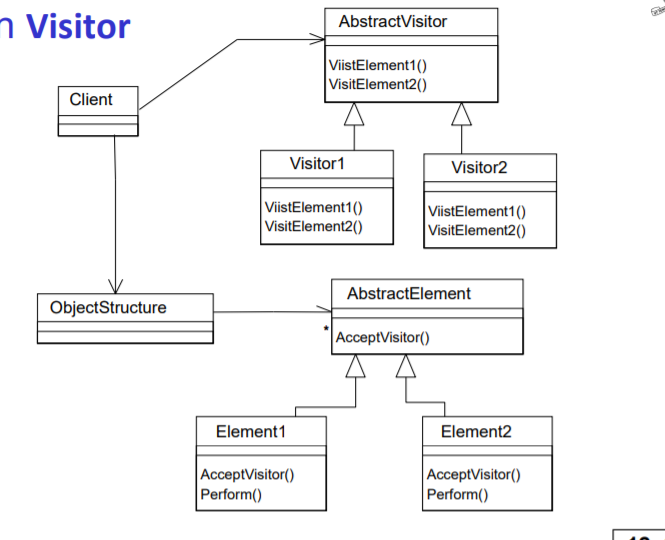 n Visitor
AbstractVisitor
ViistElement1()
VisitElement2()
Client
Visitor1
ViistElement1()
VisitElement2()
Visitor2
ViistElement1()
VisitElement2()
ObjectStructure
*
AbstractElement
AcceptVisitor()
Element1
AcceptVisitor()
Perform()
Element2
AcceptVisitor()
Perform()